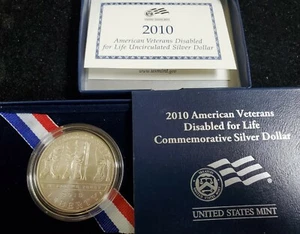 2010
American Veterans Disabled
for Life Uncirculated Silver Dollar
2010 American Veterans
Disabled for Life
Commemorative Silver Dollar
UNITED STATES MINT